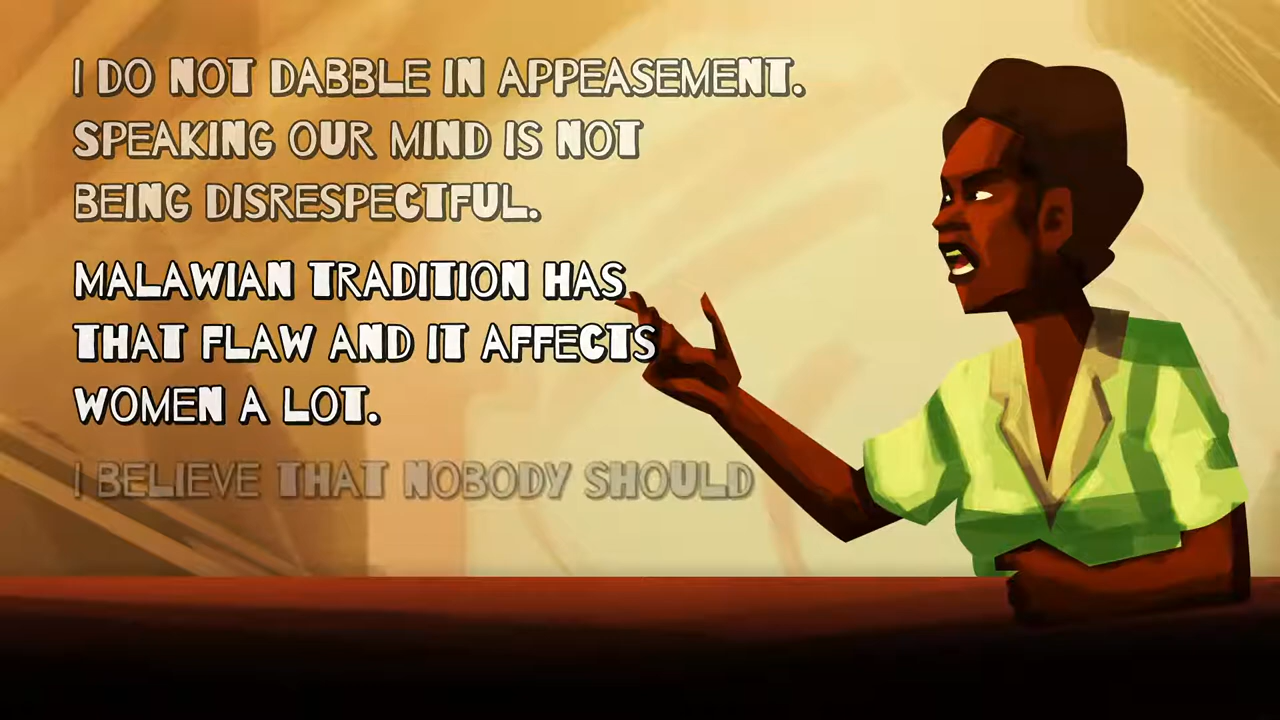 I DO NOT DABBLE IN APPEASEMENT.
SPEAKING OUR MIND IS NOT
BEING DISRESPECTFUL.
MALAWIAN TRADITION HAS
THAT FLAW AND IT AFFECTS
WOMEN A LOT.
I BELIEVE THAT NOBODY SHOULD